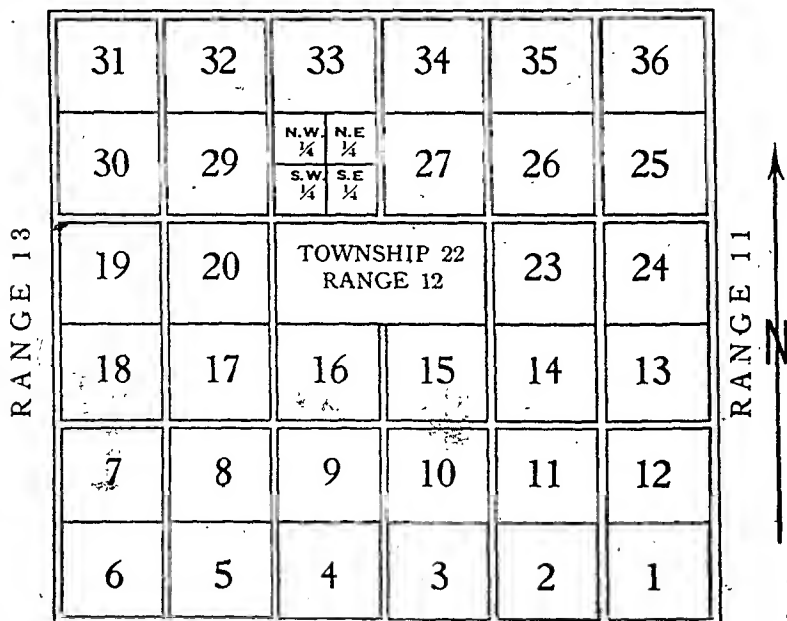 31 32 33 34 35 36
30 29 N.W. ¼ N.E ¼ 27 26 25
S.W. ¼ S.E ¼
RANGE 13
19 20 TOWNSHIP 22 23 24
RANGE 12
RANGE 11
N
18 17 16 15 14 13
7 8 9 10 11 12
6 5 4 3 2 1